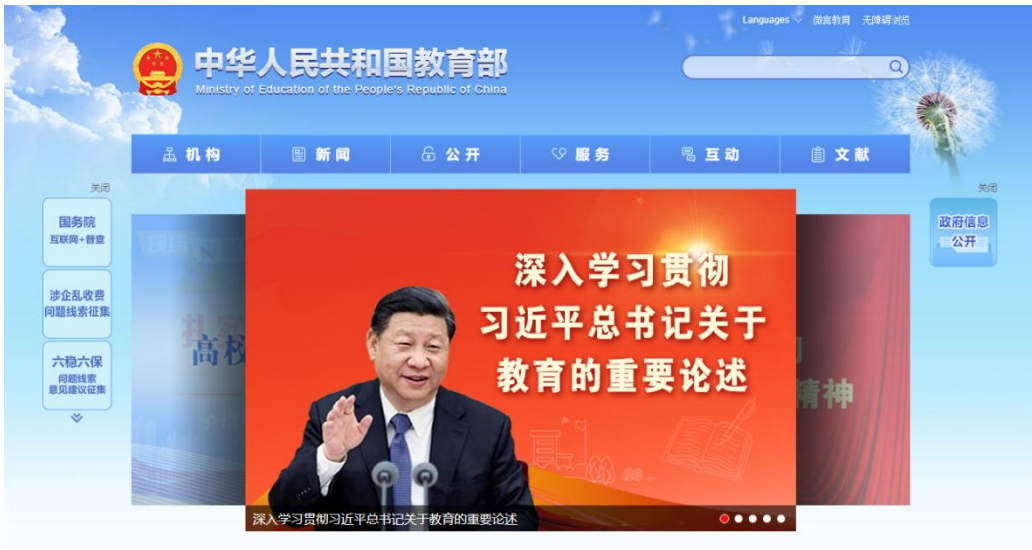 Languages
微言教育
无障碍浏览
中华人民共和国教育部
Ministry of Education of the People's Republic of China
机构
新闻
公开
服务
互动
文献
关闭
国务院
互联网+督查
涉企乱收费
问题线索征集
六稳六保
问题线索
意见建议征集
关闭
政府信息
公开
高校
深入学习贯彻
习近平总书记关于
教育的重要论述
精神
深入学习贯彻习近平总书记关于教育的重要论述